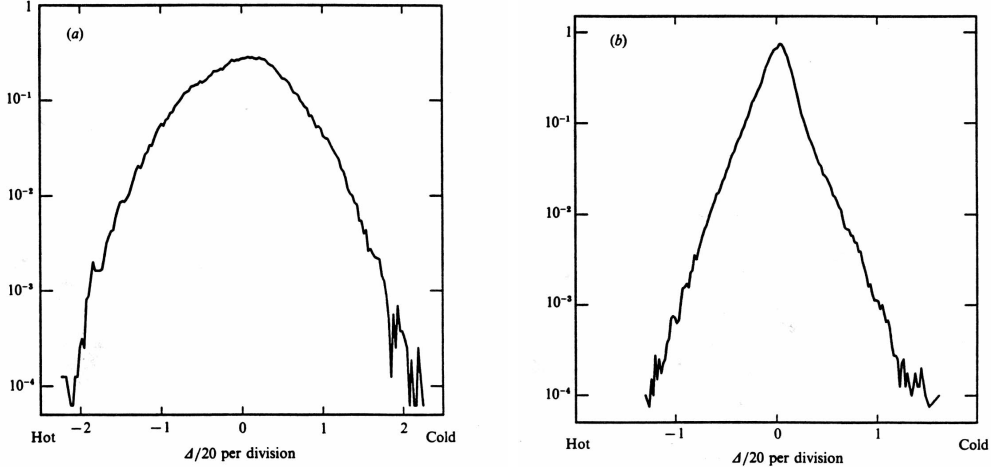 1
(a)
10⁻¹
10⁻²
10⁻³
10⁻⁴
−2 −1 0 1 2
Hot Cold
Δ/20 per division
1
(b)
10⁻¹
10⁻²
10⁻³
10⁻⁴
−1 0 1
Hot Cold
Δ/20 per division